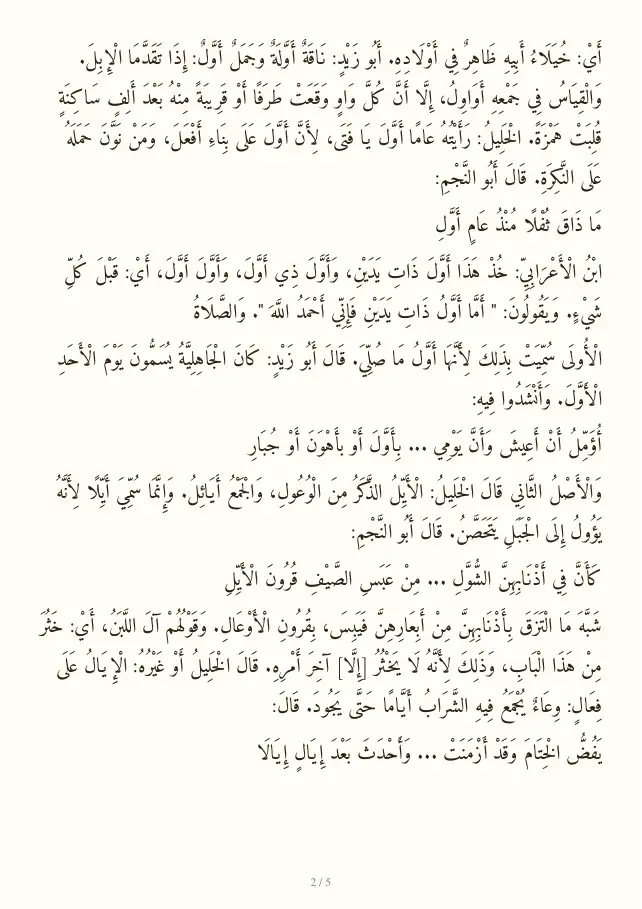 أَيْ: خُيَلَاءُ أَبِيهِ ظَاهِرٌ فِي أَوْلَادِهِ. أَبُو زَيْدٍ: نَاقَةٌ أَوَّلَةٌ وَجَمَلٌ أَوَّلٌ: إِذَا تَقَدَّمَا الْإِبِلَ.
وَالْقِيَاسُ فِي جَمْعِهِ أَوَاوِلُ، إِلَّا أَنَّ كُلَّ وَاوٍ وَقَعَتْ طَرَفًا أَوْ قَرِيبَةً مِنْهُ بَعْدَ أَلِفٍ سَاكِنَةٍ
قُلِبَتْ هَمْزَةً. الْخَلِيلُ: رَأَيْتُهُ عَامًا أَوَّلَ يَا فَتَى، لِأَنَّ أَوَّلَ عَلَى بِنَاءِ أَفْعَلَ، وَمَنْ نَوَّنَ حَمَلَهُ
عَلَى النَّكِرَةِ. قَالَ أَبُو النَّجْمِ:
مَا ذَاقَ ثُفْلًا مُنْذُ عَامٍ أَوَّلِ
ابْنُ الْأَعْرَابِيِّ: خُذْ هَذَا أَوَّلَ ذَاتِ يَدَيْنِ، وَأَوَّلَ ذِي أَوَّلَ، وَأَوَّلَ أَوَّلَ، أَيْ: قَبْلَ كُلِّ
شَيْءٍ. وَيَقُولُونَ: " أَمَّا أَوَّلُ ذَاتِ يَدَيْنِ فَإِنِّي أَحْمَدُ اللَّهَ ". وَالصَّلَاةُ
الْأُولَى سُمِّيَتْ بِذَلِكَ لِأَنَّهَا أَوَّلُ مَا صُلِّيَ. قَالَ أَبُو زَيْدٍ: كَانَ الْجَاهِلِيَّةُ يُسَمُّونَ يَوْمَ الْأَحَدِ
الْأَوَّلَ. وَأَنْشَدُوا فِيهِ:
أُؤَمِّلُ أَنْ أَعِيشَ وَأَنَّ يَوْمِي ... بِأَوَّلَ أَوْ بِأَهْوَنَ أَوْ جُبَارِ
وَالْأَصْلُ الثَّانِي قَالَ الْخَلِيلُ: الْأَيِّلُ الذَّكَرُ مِنَ الْوُعُولِ، وَالْجَمْعُ أَيَائِلُ. وَإِنَّمَا سُمِّيَ أَيِّلًا لِأَنَّهُ
يَؤُولُ إِلَى الْجَبَلِ يَتَحَصَّنُ. قَالَ أَبُو النَّجْمِ:
كَأَنَّ فِي أَذْنَابِهِنَّ الشُّوَّلِ ... مِنْ عَبَسِ الصَّيْفِ قُرُونَ الْأَيِّلِ
شَبَّهَ مَا الْتَزَقَ بِأَذْنَابِهِنَّ مِنْ أَبِعَارِهِنَّ فَيَبِسَ، بِقُرُونِ الْأَوْعَالِ. وَقَوْلُهُمْ آلَ اللَّبَنُ، أَيْ: خَثُرَ
مِنْ هَذَا الْبَابِ، وَذَلِكَ لِأَنَّهُ لَا يَخْثُرُ [إِلَّا] آخِرَ أَمْرِهِ. قَالَ الْخَلِيلُ أَوْ غَيْرُهُ: الْإِيَالُ عَلَى
فِعَالٍ: وِعَاءٌ يُجْمَعُ فِيهِ الشَّرَابُ أَيَّامًا حَتَّى يَجُودَ. قَالَ:
يَفُضُّ الْخِتَامَ وَقَدْ أَزْمَنَتْ ... وَأَحْدَثَ بَعْدَ إِيَالٍ إِيَالَا
2 / 5